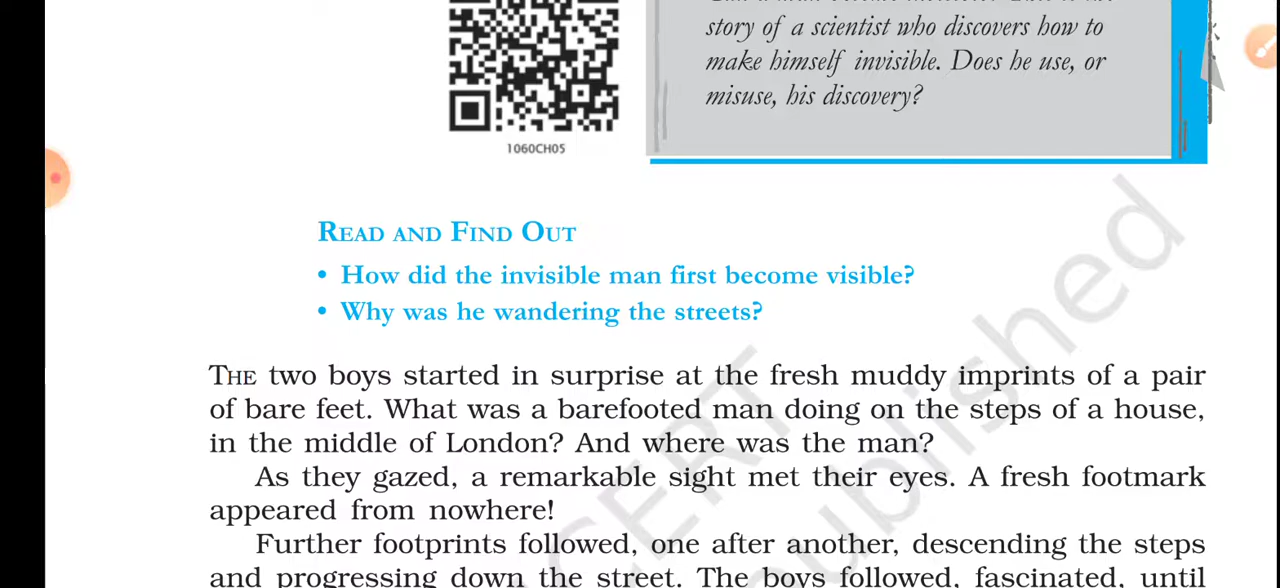 story of a scientist who discovers how to
make himself invisible. Does he use, or
misuse, his discovery?
1060CH05
READ AND FIND OUT
• How did the invisible man first become visible?
• Why was he wandering the streets?
THE two boys started in surprise at the fresh muddy imprints of a pair
of bare feet. What was a barefooted man doing on the steps of a house,
in the middle of London? And where was the man?
As they gazed, a remarkable sight met their eyes. A fresh footmark
appeared from nowhere!
Further footprints followed, one after another, descending the steps
and progressing down the street. The boys followed, fascinated, until